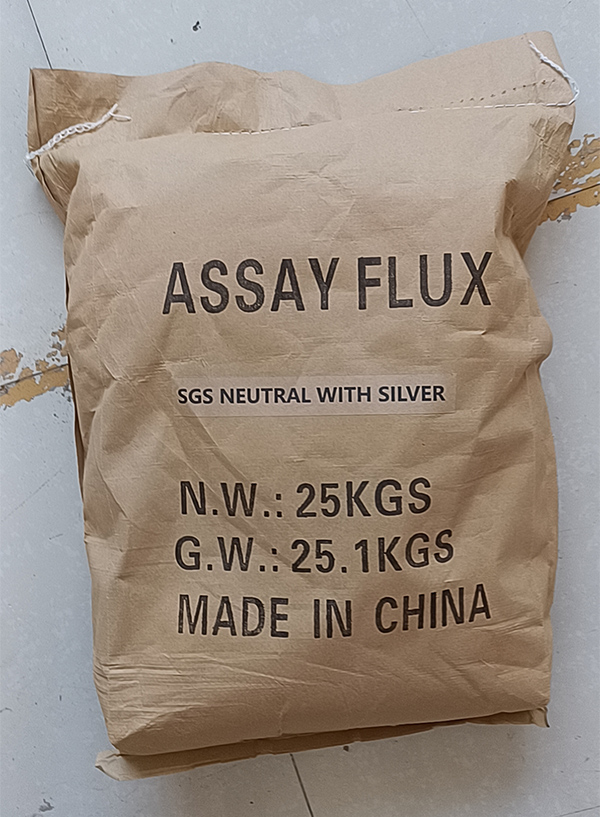 ASSAY FLUX
SGS NEUTRAL WITH SILVER
N.W.: 25KGS
G.W.: 25.1KGS
MADE IN CHINA